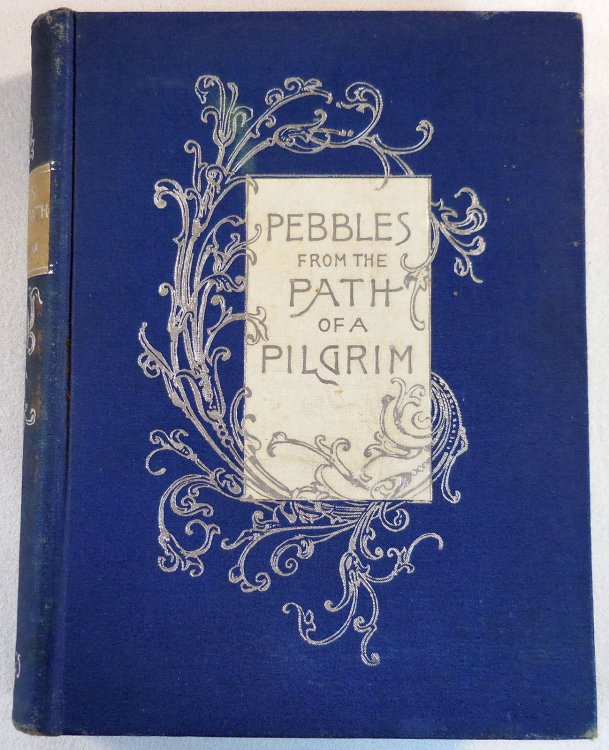 PEBBLES
FROM THE
PATH
OF A
PILGRIM